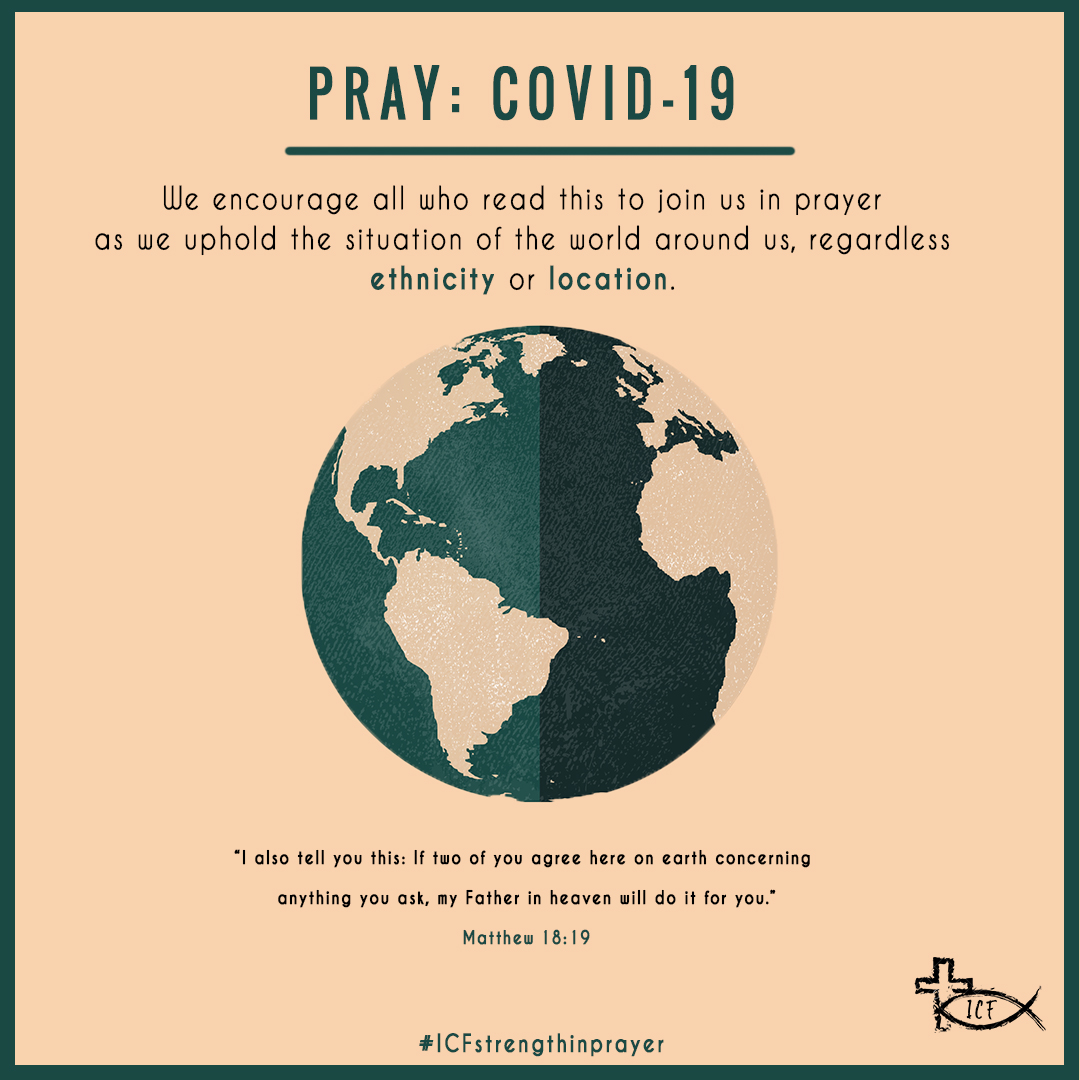 PRAY: COVID-19
We encourage all who read this to join us in prayer
as we uphold the situation of the world around us, regardless
ethnicity or location.
“I also tell you this: If two of you agree here on earth concerning
anything you ask, my Father in heaven will do it for you.”
Matthew 18:19
ICF
#ICFstrengthinprayer